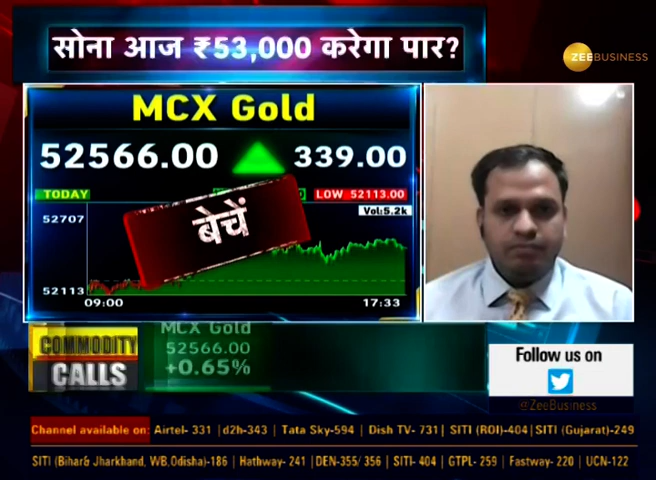 सोना आज ₹53,000 करेगा पार?
ZEEBUSINESS
MCX Gold
52566.00 339.00
TODAY LOW 52113.00
Vol:5.2k
52707
बेचें
52113
09:00 17:33
COMMODITY
CALLS
MCX Gold
52566.00
+0.65%
Follow us on
@ZeeBusiness
Channel available on: Airtel- 331 | d2h-343 | Tata Sky-594 | Dish TV- 731 | SITI (ROI)-404 | SITI (Gujarat)-249
SITI (Bihar& Jharkhand, WB,Odisha)-186 | Hathway- 241 | DEN-355/ 356 | SITI- 404 | GTPL- 259 | Fastway- 220 | UCN-122